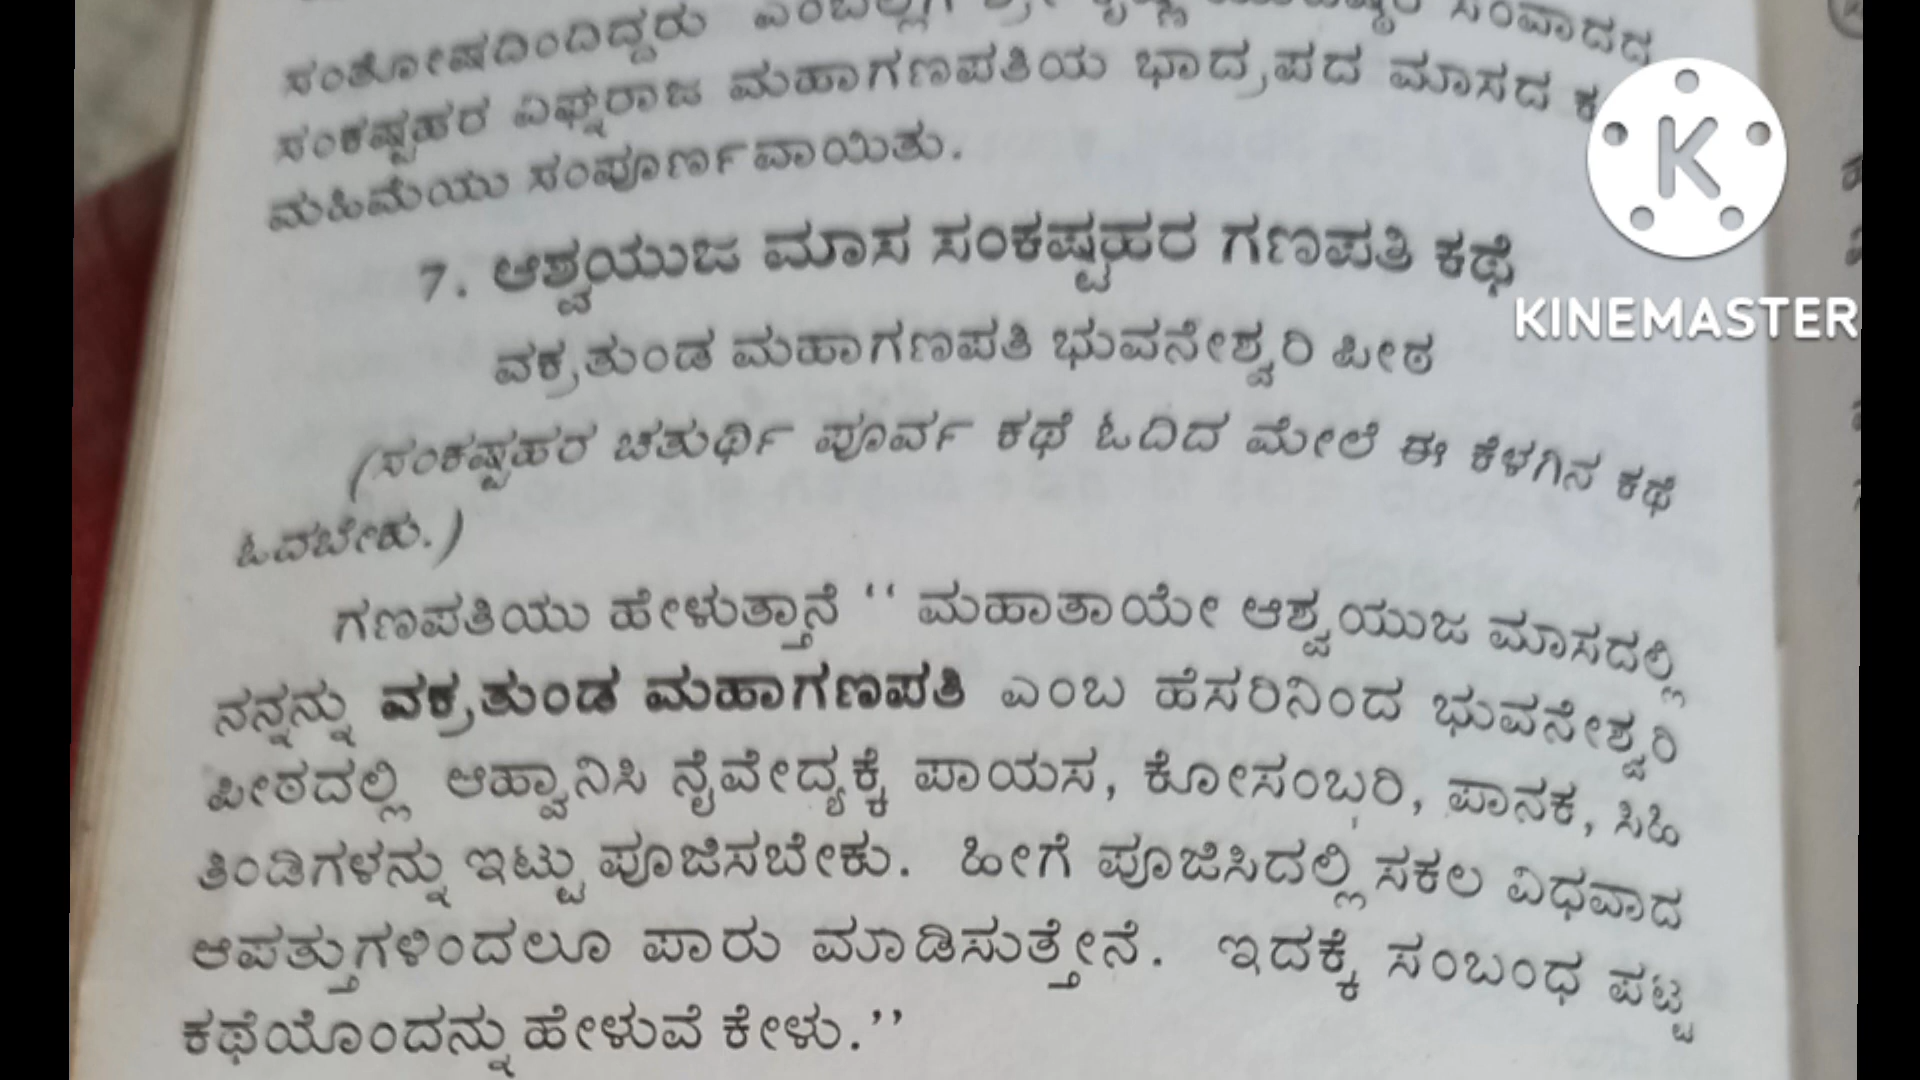 ಸಂತೋಷದಿಂದಿದ್ದರು ಎಂಬಲ್ಲಿಗೆ ಸಂವಾದದ
ಸಂಕಷ್ಟಹರ ವಿಘ್ನರಾಜ ಮಹಾಗಣಪತಿಯ ಭಾದ್ರಪದ ಮಾಸದ
ಮಹಿಮೆಯು ಸಂಪೂರ್ಣವಾಯಿತು.
7. ಆಶ್ವಯುಜ ಮಾಸ ಸಂಕಷ್ಟಹರ ಗಣಪತಿ ಕಥೆ
ವಕ್ರತುಂಡ ಮಹಾಗಣಪತಿ ಭುವನೇಶ್ವರಿ ಪೀಠ
(ಸಂಕಷ್ಟಹರ ಚತುರ್ಥಿ ಪೂರ್ವ ಕಥೆ ಓದಿದ ಮೇಲೆ ಈ ಕೆಳಗಿನ ಕಥೆ
ಓದಬೇಕು.)
ಗಣಪತಿಯು ಹೇಳುತ್ತಾನೆ ‘‘ ಮಹಾತಾಯೇ ಆಶ್ವಯುಜ ಮಾಸದಲ್ಲಿ
ನನ್ನನ್ನು ವಕ್ರತುಂಡ ಮಹಾಗಣಪತಿ ಎಂಬ ಹೆಸರಿನಿಂದ ಭುವನೇಶ್ವರಿ
ಪೀಠದಲ್ಲಿ ಆಹ್ವಾನಿಸಿ ನೈವೇದ್ಯಕ್ಕೆ ಪಾಯಸ, ಕೋಸಂಬರಿ, ಪಾನಕ, ಸಿಹಿ
ತಿಂಡಿಗಳನ್ನು ಇಟ್ಟು ಪೂಜಿಸಬೇಕು. ಹೀಗೆ ಪೂಜಿಸಿದಲ್ಲಿ ಸಕಲ ವಿಧವಾದ
ಆಪತ್ತುಗಳಿಂದಲೂ ಪಾರು ಮಾಡಿಸುತ್ತೇನೆ. ಇದಕ್ಕೆ ಸಂಬಂಧ ಪಟ್ಟ
ಕಥೆಯೊಂದನ್ನು ಹೇಳುವೆ ಕೇಳು.’’
K
KINEMASTER